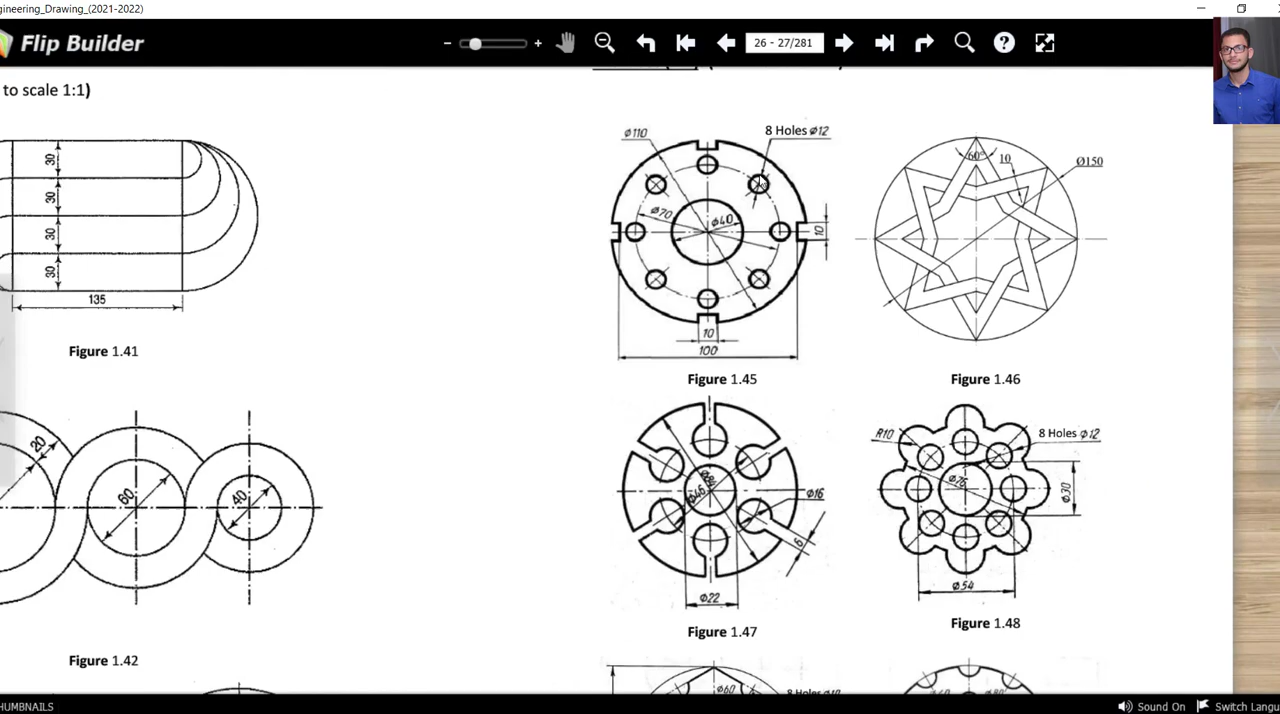 gineering_Drawing_(2021-2022)
Flip Builder
26 - 27/281
to scale 1:1)
30
30
30
30
135
Figure 1.41
20
60
40
Figure 1.42
Ø110
8 Holes Ø12
Ø70
Ø40
10
10
100
Figure 1.45
60°
10
Ø150
Figure 1.46
Ø46
Ø16
6
Ø22
Figure 1.47
R10
8 Holes Ø12
Ø76
Ø30
Ø54
Figure 1.48
Ø60
HUMBNAILS
Sound On
Switch Langu